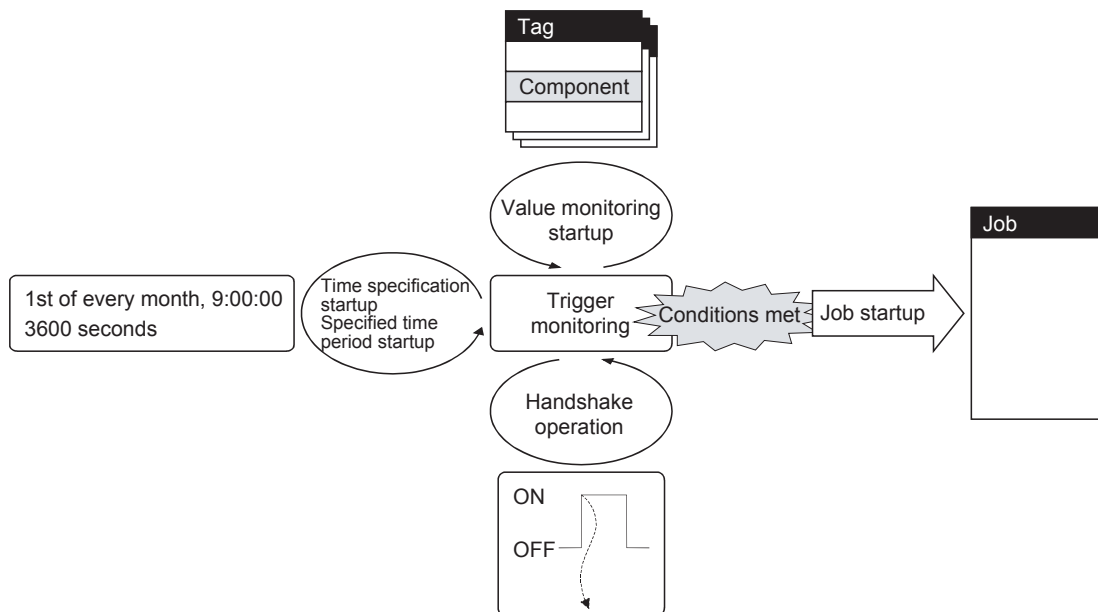 Tag
Component
Value monitoring
startup
1st of every month, 9:00:00
3600 seconds
Time specification
startup
Specified time
period startup
Trigger
monitoring
Conditions met
Job startup
Job
Handshake
operation
ON
OFF